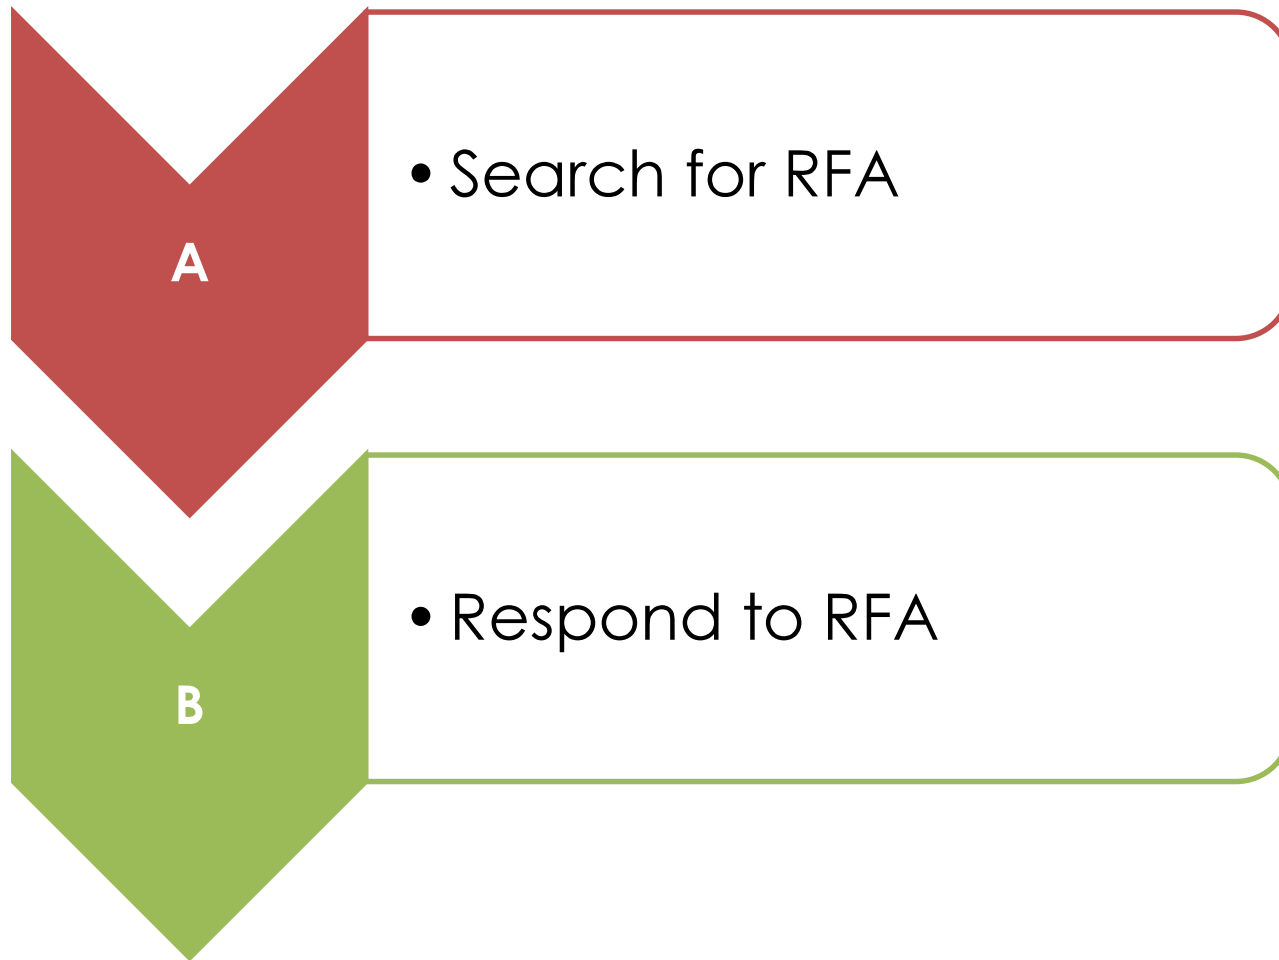 A
• Search for RFA
B
• Respond to RFA